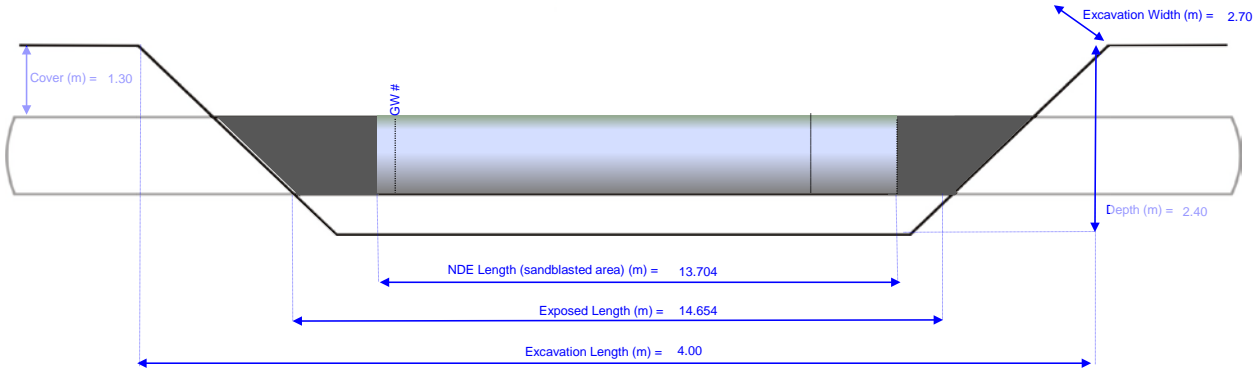 Excavation Width (m) = 2.70
Cover (m) = 1.30
GW #
Depth (m) = 2.40
NDE Length (sandblasted area) (m) = 13.704
Exposed Length (m) = 14.654
Excavation Length (m) = 4.00